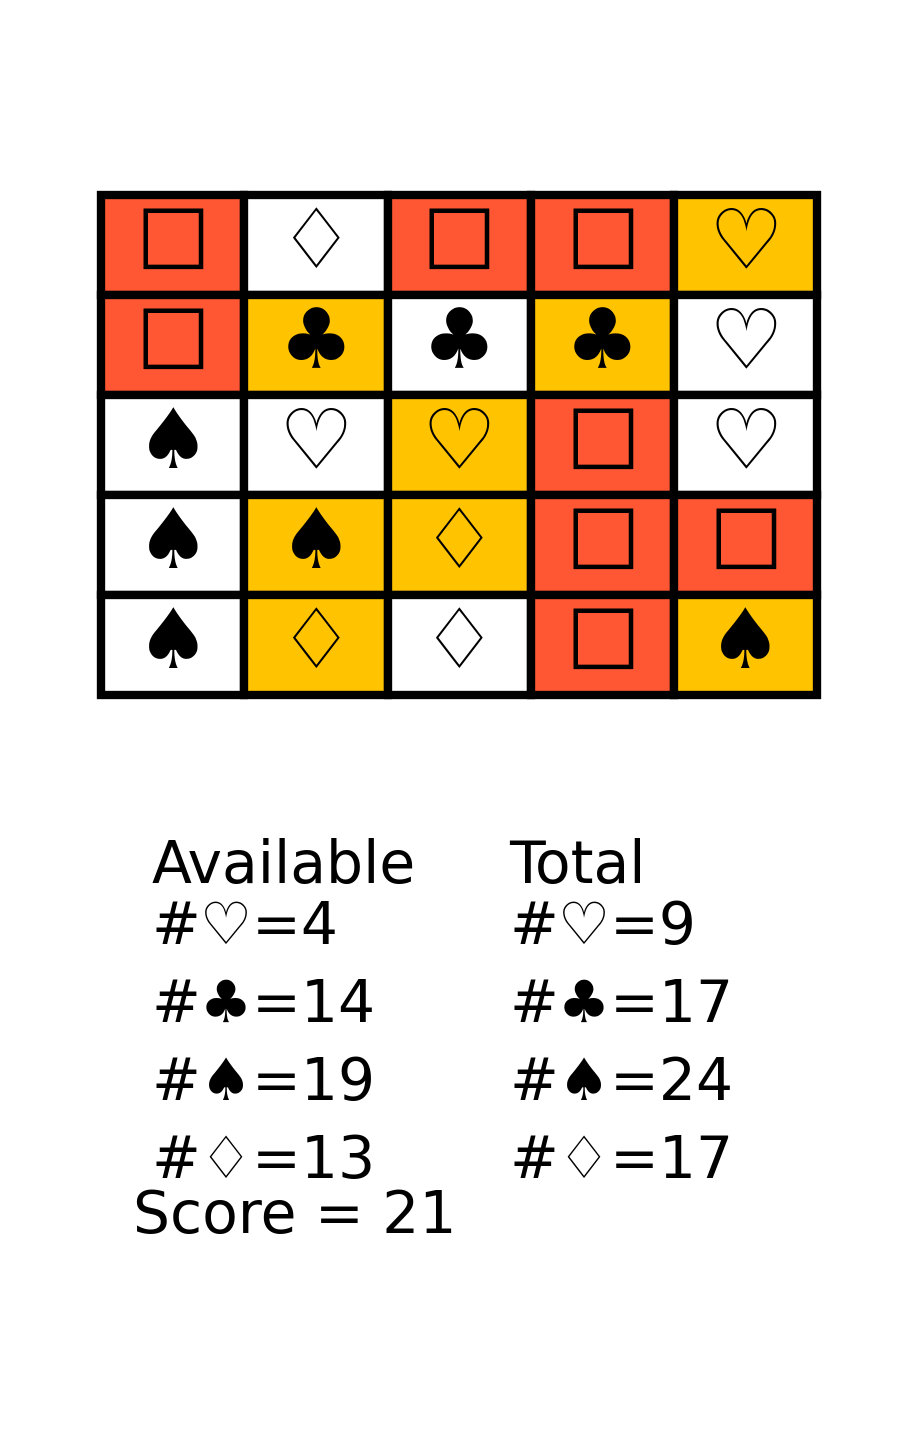 □ ♢ □ □ ♡
□ ♣ ♣ ♣ ♡
♠ ♡ ♡ □ ♡
♠ ♠ ♢ □ □
♠ ♢ ♢ □ ♠
Available Total
#♡=4 #♡=9
#♣=14 #♣=17
#♠=19 #♠=24
#♢=13 #♢=17
Score = 21